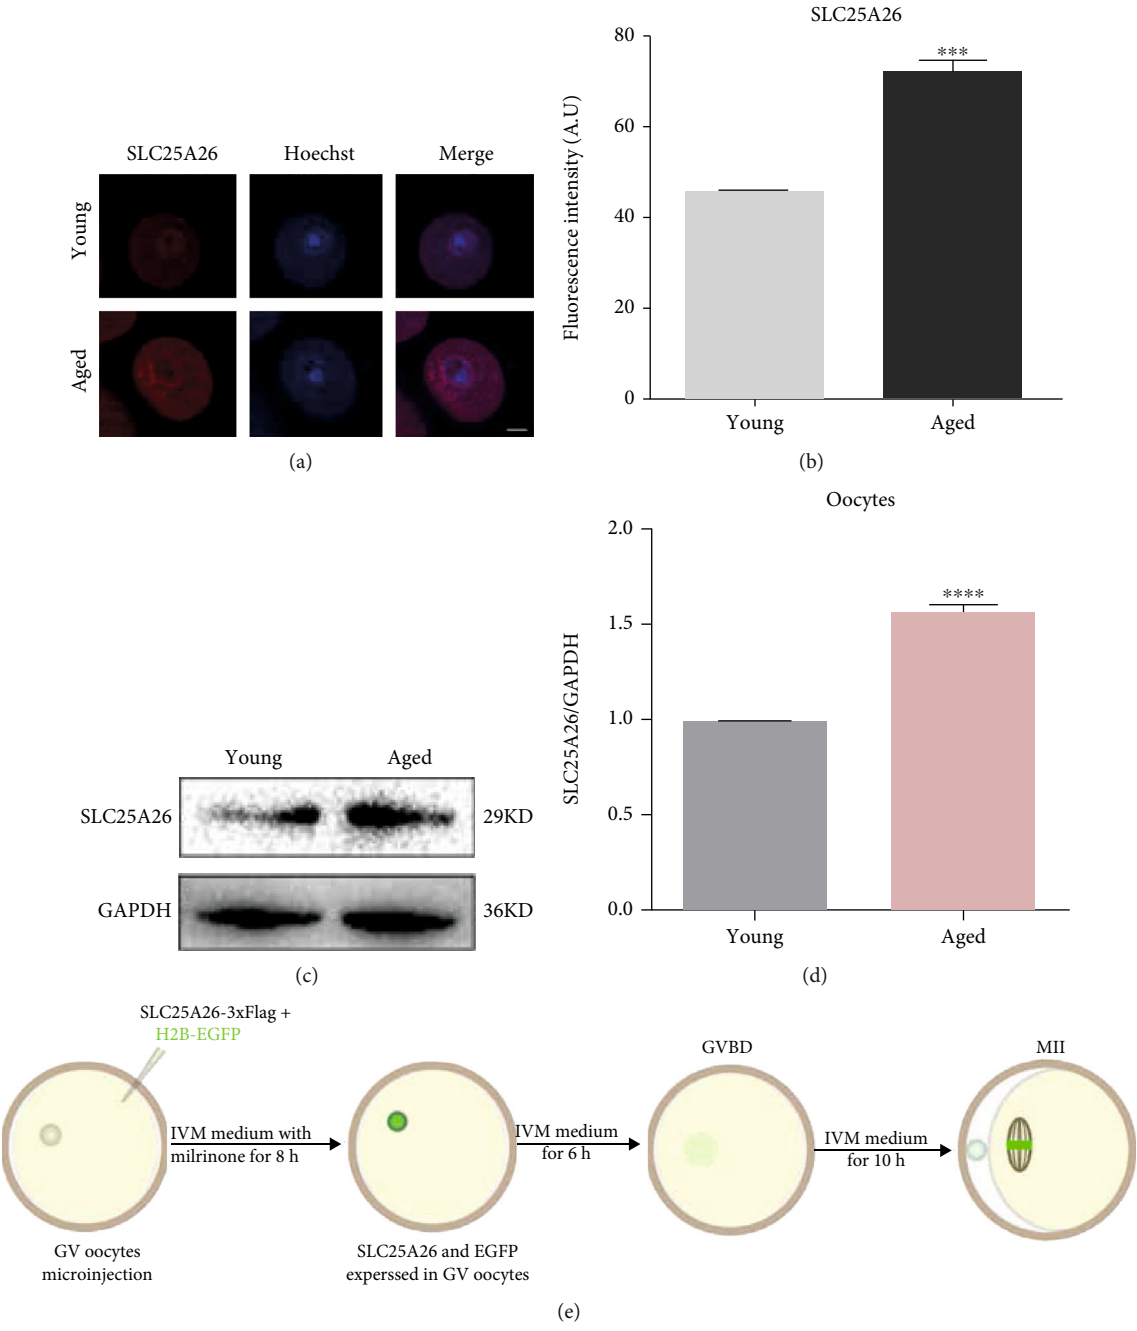 SLC25A26 Hoechst Merge
Young
Aged
(a)
SLC25A26
Fluorescence intensity (A.U)
80
60
40
20
0
***
Young Aged
(b)
Young Aged
SLC25A26 29KD
GAPDH 36KD
(c)
Oocytes
SLC25A26/GAPDH
2.0
1.5
1.0
0.5
0.0
****
Young Aged
(d)
SLC25A26-3xFlag +
H2B-EGFP
GV oocytes
microinjection
IVM medium with
milrinone for 8 h
SLC25A26 and EGFP
experssed in GV oocytes
IVM medium
for 6 h
GVBD
IVM medium
for 10 h
MII
(e)